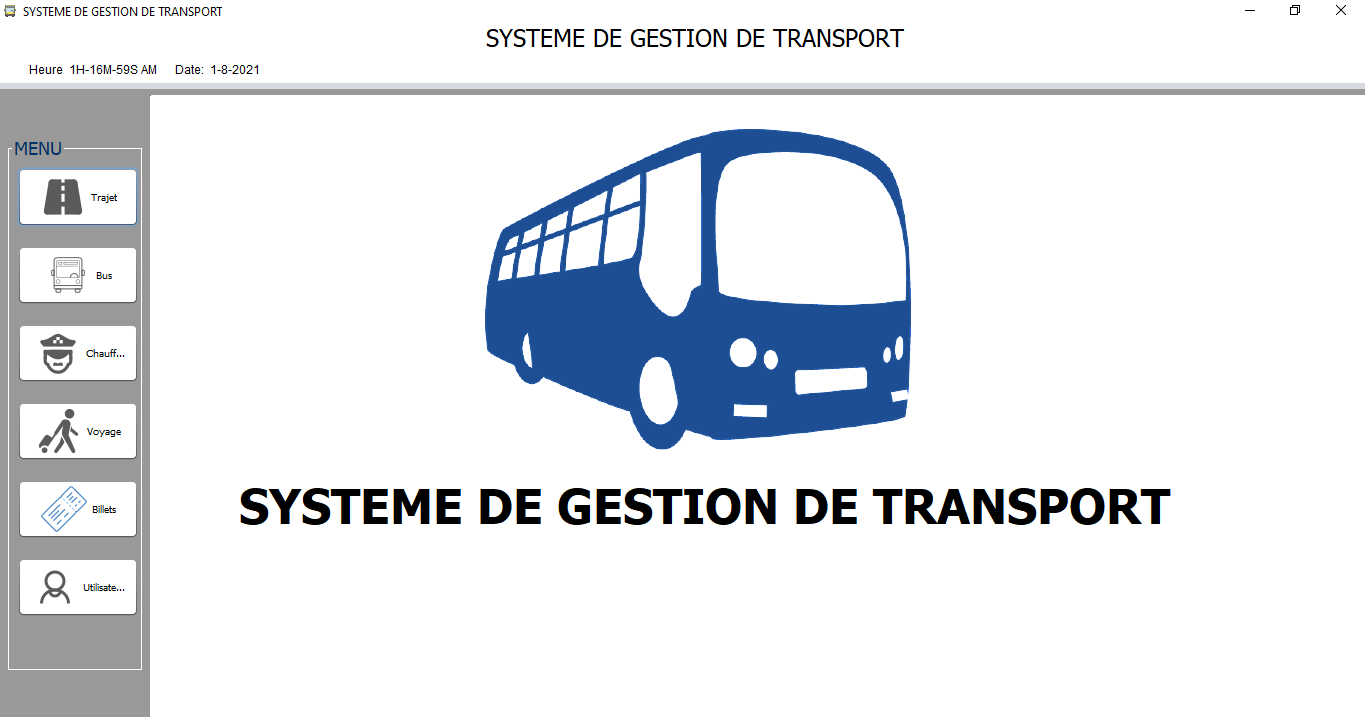 SYSTEME DE GESTION DE TRANSPORT
SYSTEME DE GESTION DE TRANSPORT
Heure 1H-16M-59S AM Date: 1-8-2021
MENU
Trajet
Bus
Chauff...
Voyage
Billets
Utilisate...
SYSTEME DE GESTION DE TRANSPORT